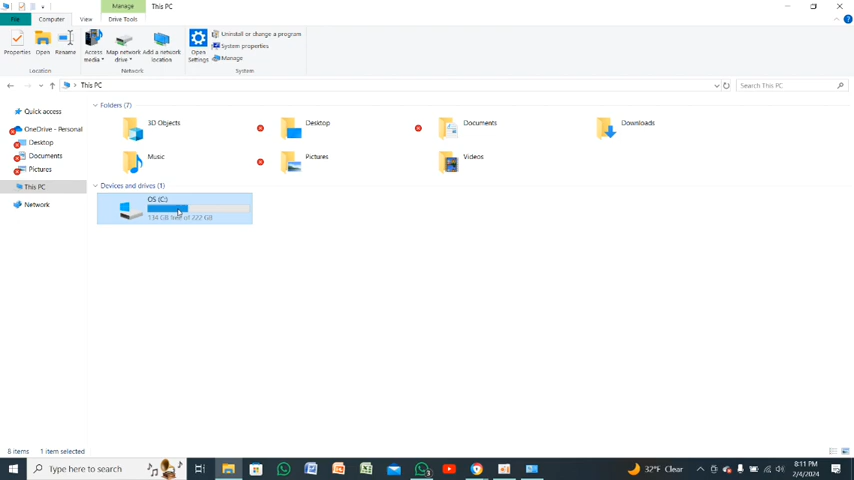 Manage
This PC
File
Computer
View
Drive Tools
Properties
Open
Rename
Access media
Map network drive
Add a network location
Open Settings
Uninstall or change a program
System properties
Manage
Location
Network
System
This PC
Search This PC
Quick access
OneDrive - Personal
Desktop
Documents
Pictures
This PC
Network
Folders (7)
3D Objects
Desktop
Documents
Downloads
Music
Pictures
Videos
Devices and drives (1)
OS (C:)
134 GB free of 222 GB
8 items
1 item selected
Type here to search
32°F Clear
8:11 PM
2/4/2024